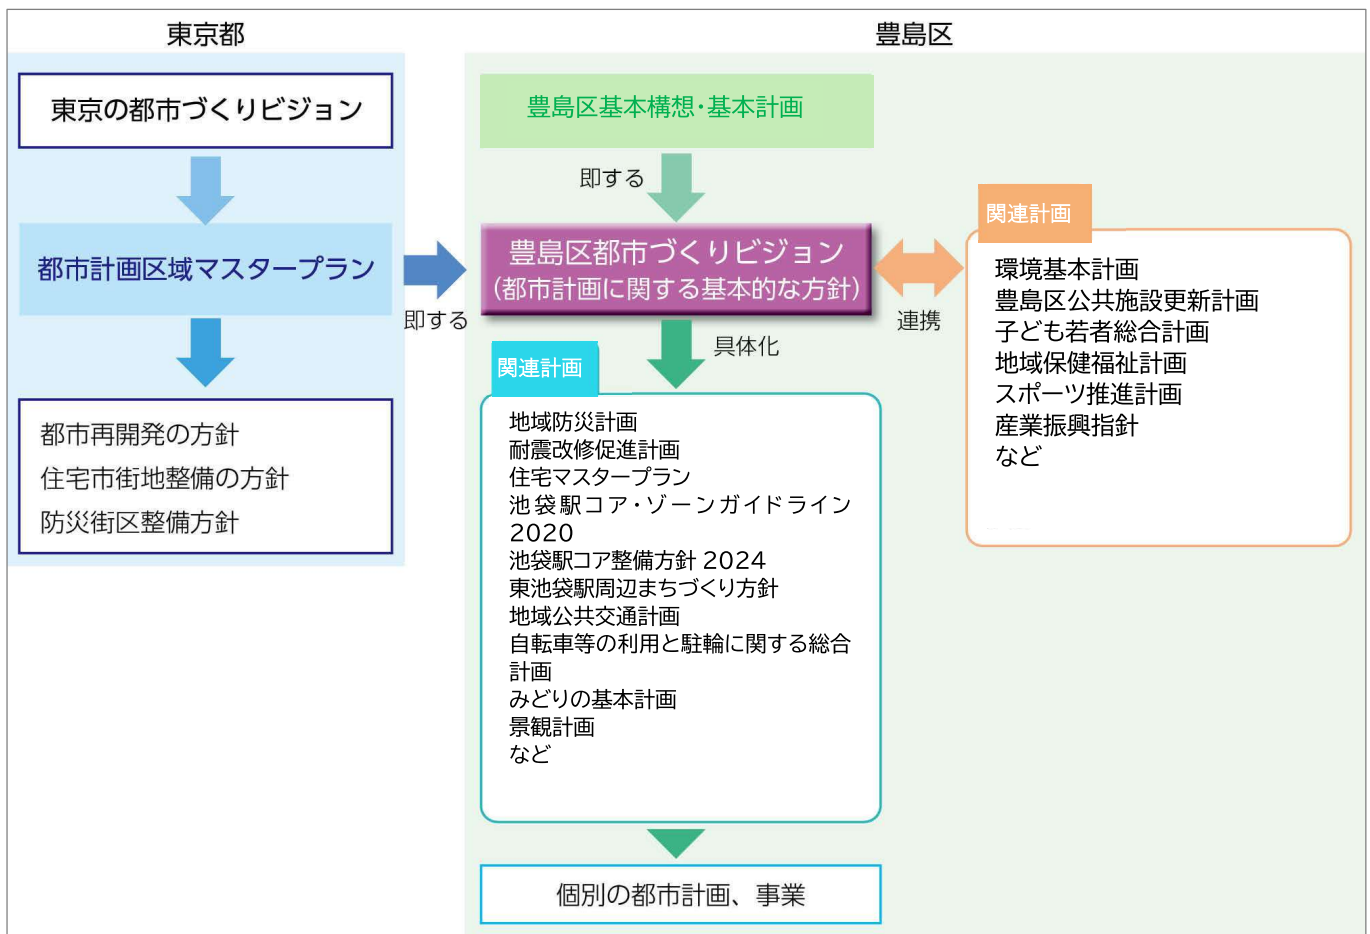 東京都
東京の都市づくりビジョン
都市計画区域マスタープラン
都市再開発の方針
住宅市街地整備の方針
防災街区整備方針
即する
豊島区
豊島区基本構想・基本計画
即する
豊島区都市づくりビジョン
(都市計画に関する基本的な方針)
具体化
関連計画
地域防災計画
耐震改修促進計画
住宅マスタープラン
池袋駅コア・ゾーンガイドライン
2020
池袋駅コア整備方針 2024
東池袋駅周辺まちづくり方針
地域公共交通計画
自転車等の利用と駐輪に関する総合
計画
みどりの基本計画
景観計画
など
個別の都市計画、事業
連携
関連計画
環境基本計画
豊島区公共施設更新計画
子ども若者総合計画
地域保健福祉計画
スポーツ推進計画
産業振興指針
など